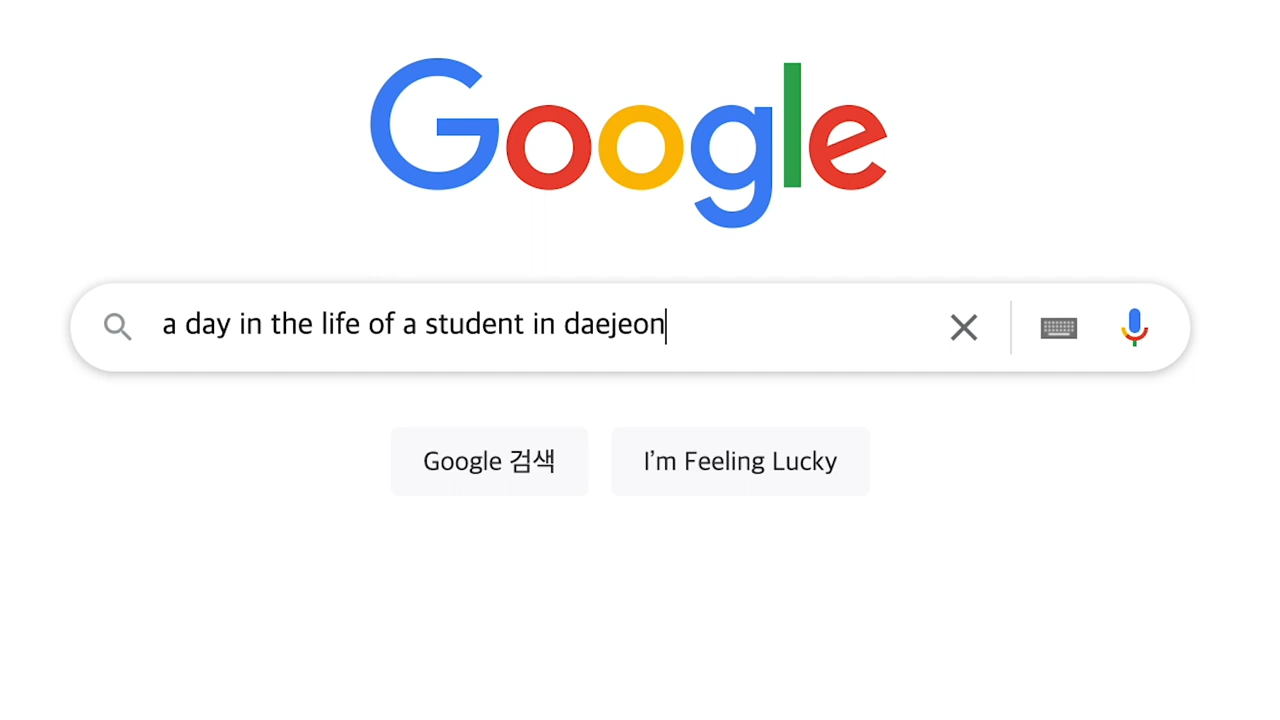 Google
a day in the life of a student in daejeon
Google 검색
I'm Feeling Lucky